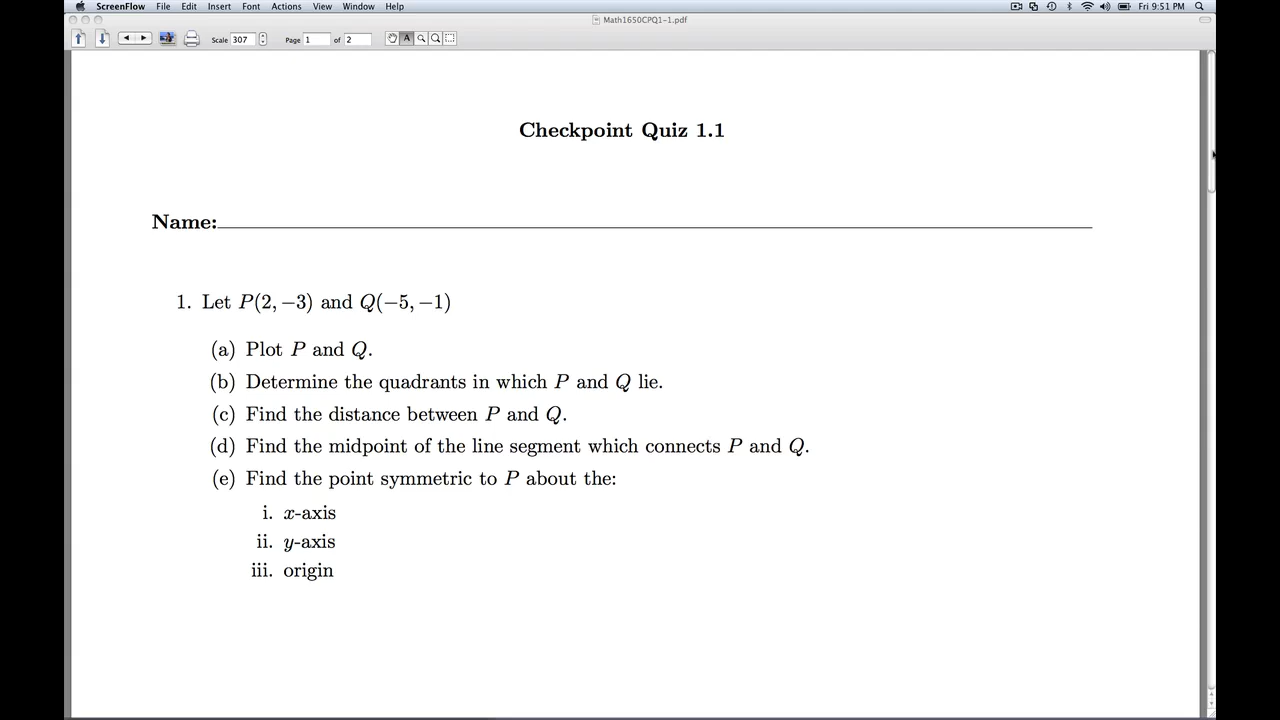 ScreenFlow File Edit Insert Font Actions View Window Help Fri 9:51 PM
Math1650CPQ1-1.pdf
Scale 307 Page 1 of 2 A
Checkpoint Quiz 1.1
Name:
1. Let P(2, −3) and Q(−5, −1)
(a) Plot P and Q.
(b) Determine the quadrants in which P and Q lie.
(c) Find the distance between P and Q.
(d) Find the midpoint of the line segment which connects P and Q.
(e) Find the point symmetric to P about the:
i. x-axis
ii. y-axis
iii. origin